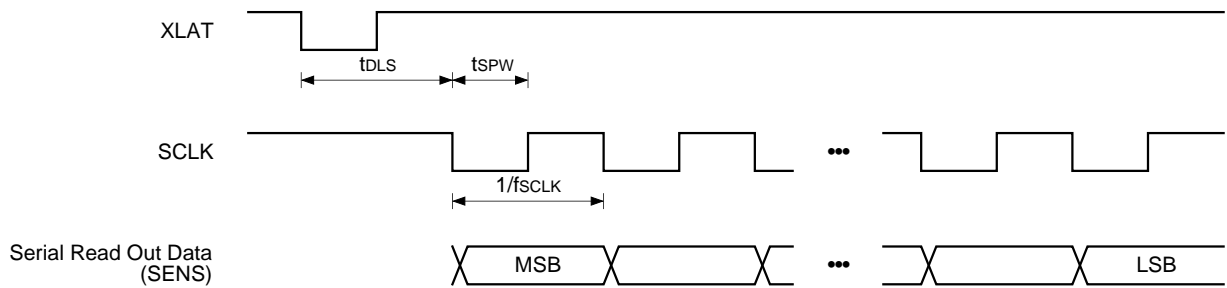 XLAT
tDLS
tSPW
SCLK
•••
1/fSCLK
Serial Read Out Data
(SENS)
MSB
•••
LSB